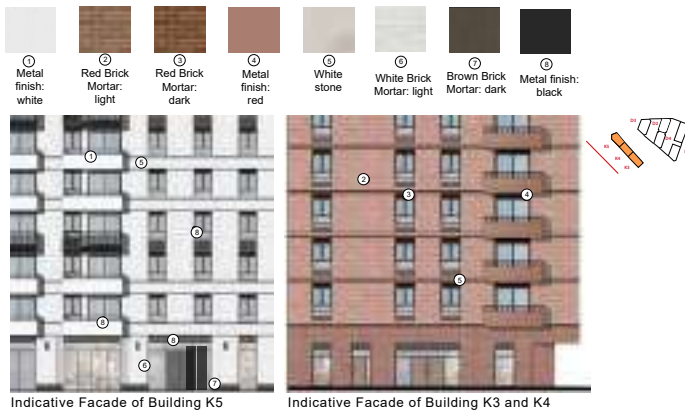 1
Metal
finish:
white
2
Red Brick
Mortar:
light
3
Red Brick
Mortar:
dark
4
Metal
finish:
red
5
White
stone
6
White Brick
Mortar: light
7
Brown Brick
Mortar: dark
8
Metal finish:
black
1
5
8
8
8
6
7
2
3
4
5
Indicative Facade of Building K5
Indicative Facade of Building K3 and K4